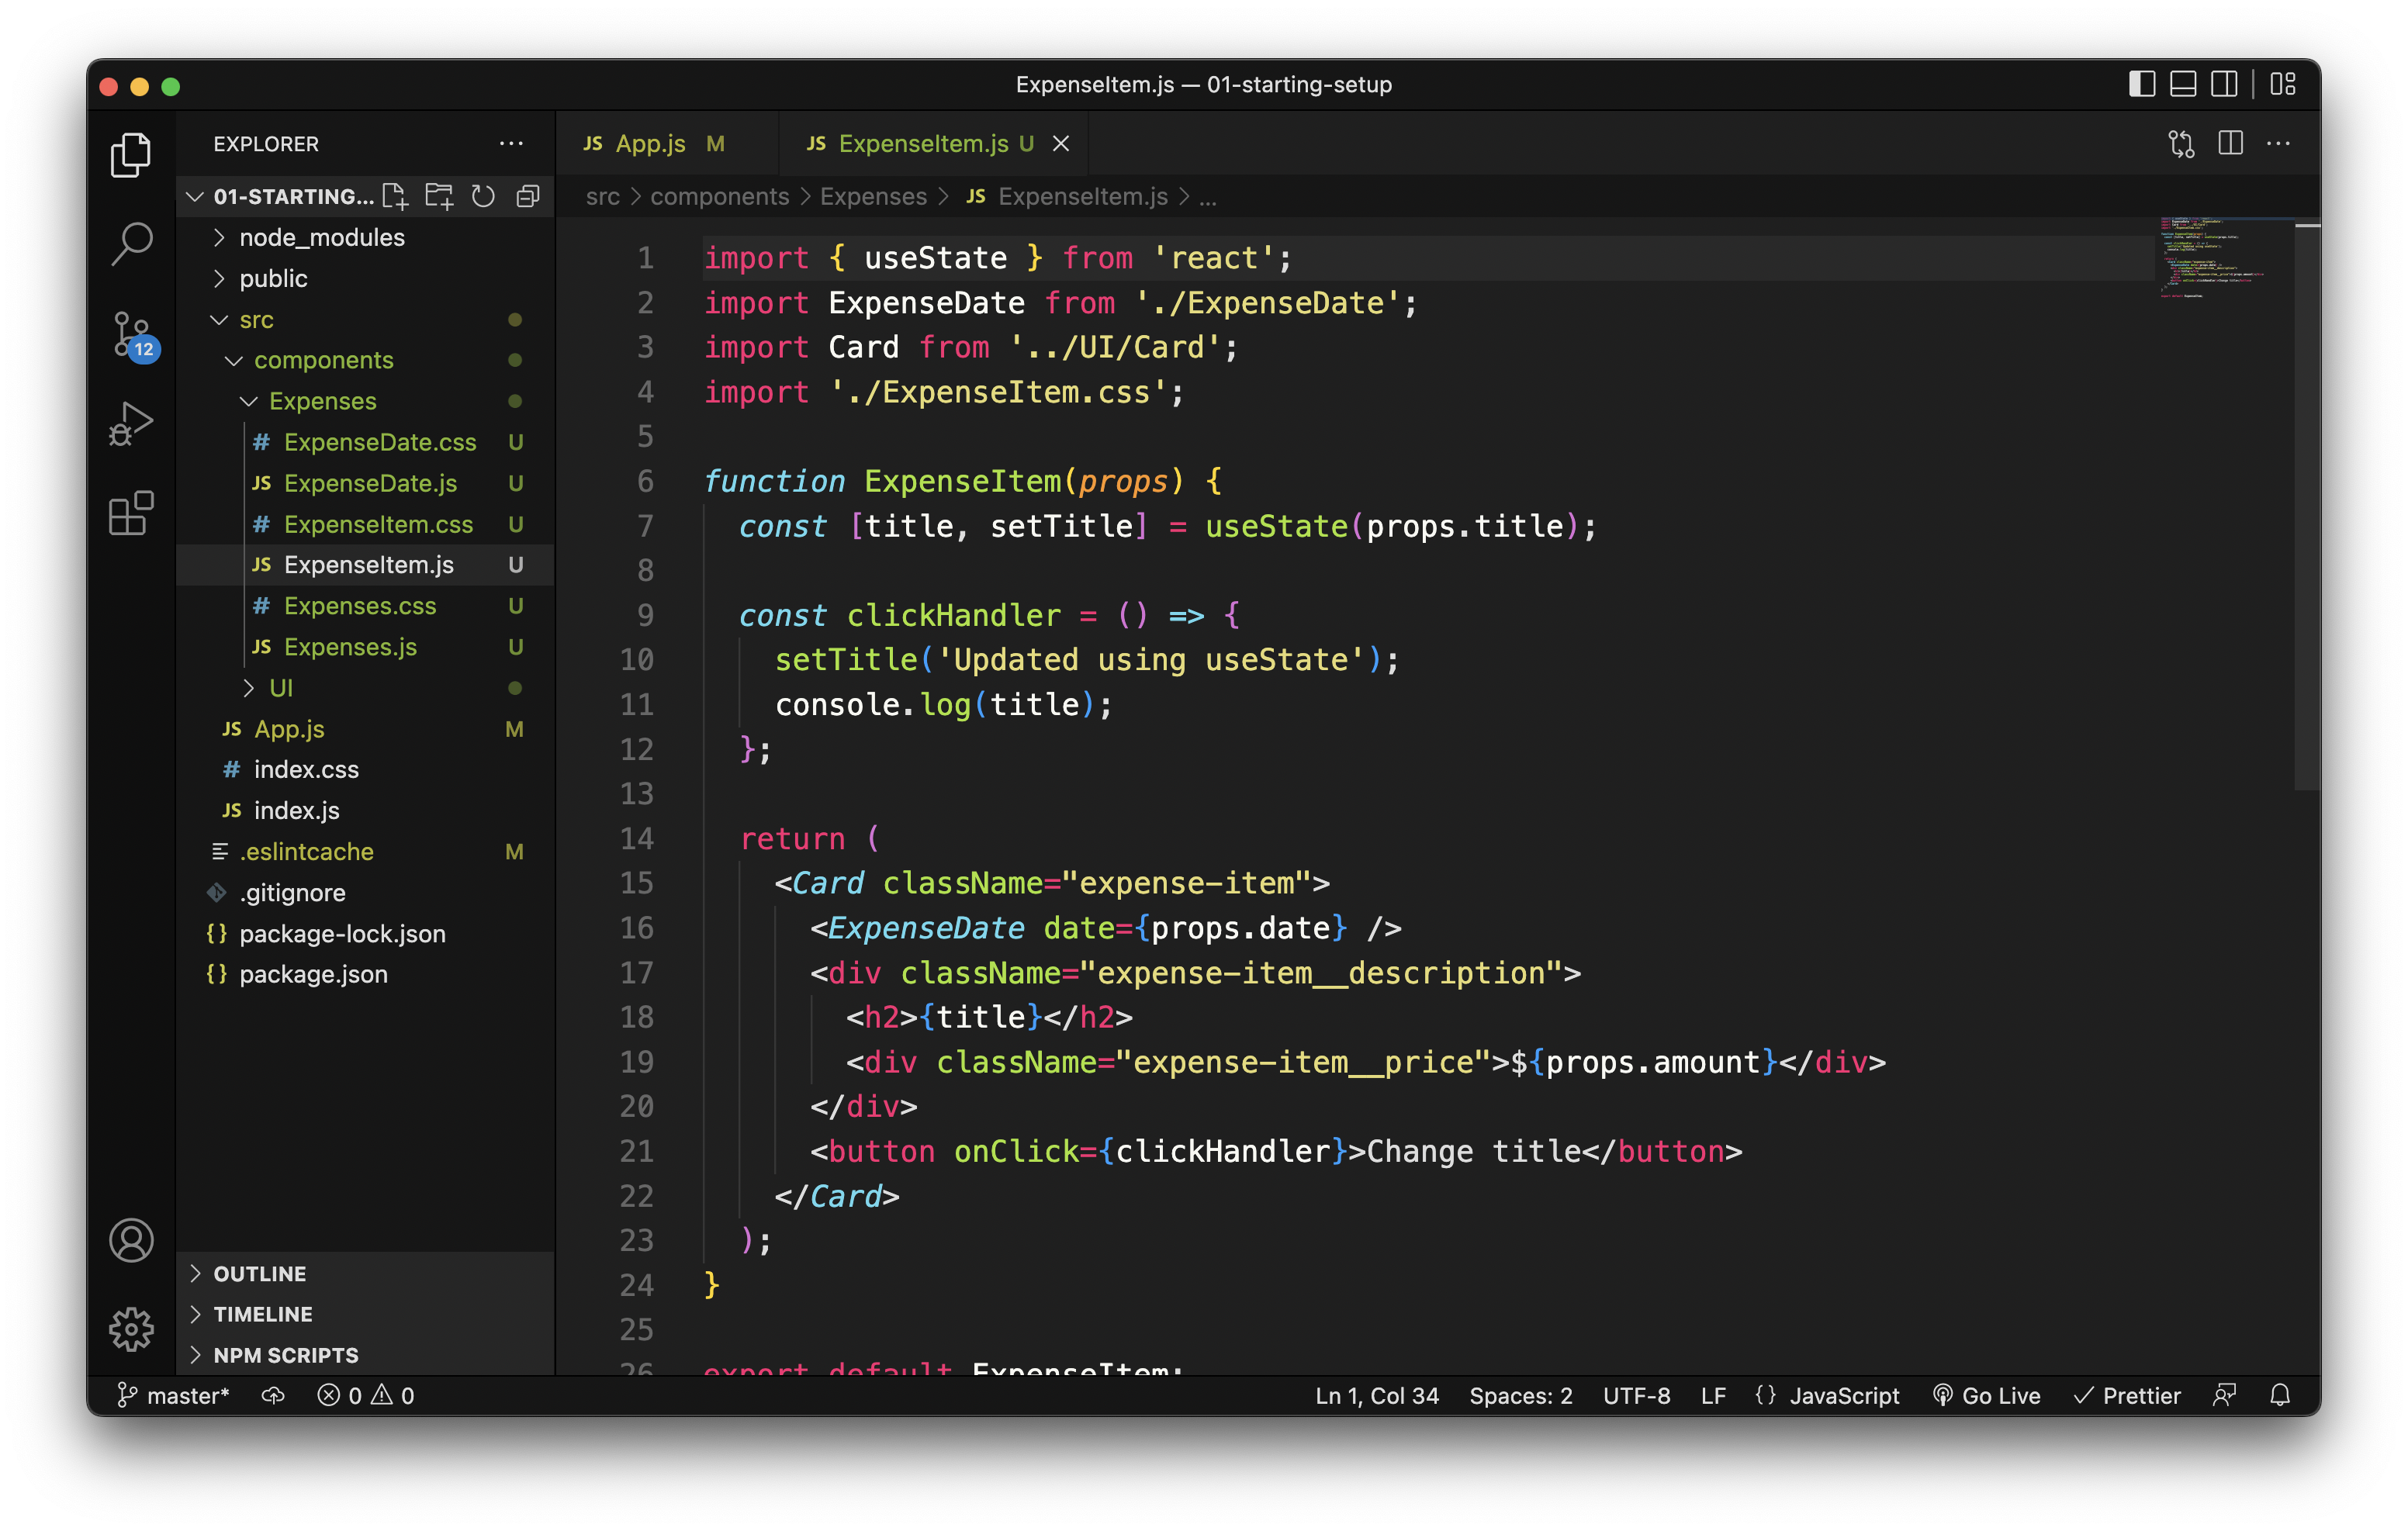 ExpenseItem.js — 01-starting-setup
EXPLORER
01-STARTING...
node_modules
public
src
components
Expenses
# ExpenseDate.css U
JS ExpenseDate.js U
# ExpenseItem.css U
JS ExpenseItem.js U
# Expenses.css U
JS Expenses.js U
UI
JS App.js M
# index.css
JS index.js
.eslintcache M
.gitignore
{} package-lock.json
{} package.json
OUTLINE
TIMELINE
NPM SCRIPTS
12
JS App.js M
JS ExpenseItem.js U
src > components > Expenses > JS ExpenseItem.js > ...
1 import { useState } from 'react';
2 import ExpenseDate from './ExpenseDate';
3 import Card from '../UI/Card';
4 import './ExpenseItem.css';
5
6 function ExpenseItem(props) {
7 const [title, setTitle] = useState(props.title);
8
9 const clickHandler = () => {
10 setTitle('Updated using useState');
11 console.log(title);
12 };
13
14 return (
15 <Card className="expense-item">
16 <ExpenseDate date={props.date} />
17 <div className="expense-item__description">
18 <h2>{title}</h2>
19 <div className="expense-item__price">${props.amount}</div>
20 </div>
21 <button onClick={clickHandler}>Change title</button>
22 </Card>
23 );
24 }
25
26 export default ExpenseItem;
master* 0 0
Ln 1, Col 34 Spaces: 2 UTF-8 LF {} JavaScript Go Live Prettier